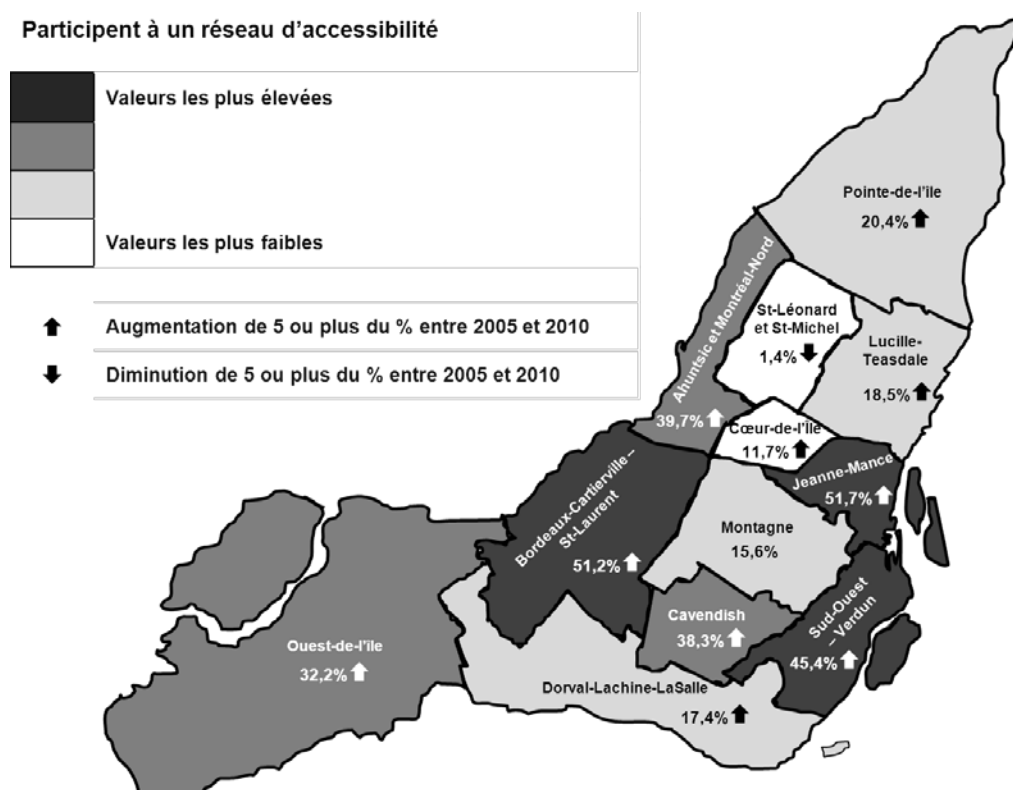 Participent à un réseau d’accessibilité
Valeurs les plus élevées
Valeurs les plus faibles
Augmentation de 5 ou plus du % entre 2005 et 2010
Diminution de 5 ou plus du % entre 2005 et 2010
Pointe-de-l’île
20,4%
Ahuntsic et Montréal-Nord
39,7%
St-Léonard
et St-Michel
1,4%
Lucille-
Teasdale
18,5%
Cœur-de-l’Île
11,7%
Jeanne-Mance
51,7%
Bordeaux-Cartierville –
St-Laurent
51,2%
Montagne
15,6%
Cavendish
38,3%
Sud-Ouest
– Verdun
45,4%
Ouest-de-l’île
32,2%
Dorval-Lachine-LaSalle
17,4%